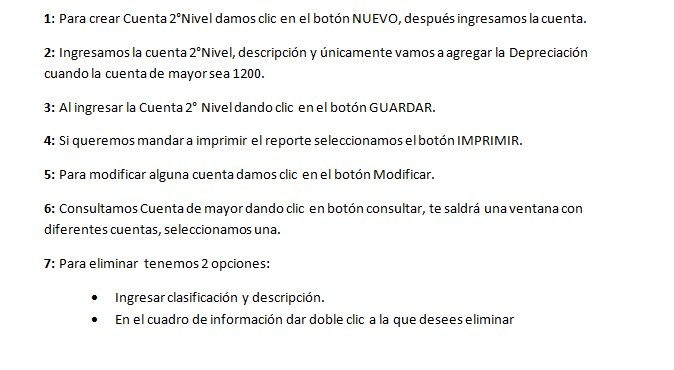 1: Para crear Cuenta 2°Nivel damos clic en el botón NUEVO, después ingresamos la cuenta.
2: Ingresamos la cuenta 2°Nivel, descripción y únicamente vamos a agregar la Depreciación
cuando la cuenta de mayor sea 1200.
3: Al ingresar la Cuenta 2° Nivel dando clic en el botón GUARDAR.
4: Si queremos mandar a imprimir el reporte seleccionamos el botón IMPRIMIR.
5: Para modificar alguna cuenta damos clic en el botón Modificar.
6: Consultamos Cuenta de mayor dando clic en botón consultar, te saldrá una ventana con
diferentes cuentas, seleccionamos una.
7: Para eliminar tenemos 2 opciones:
• Ingresar clasificación y descripción.
• En el cuadro de información dar doble clic a la que desees eliminar